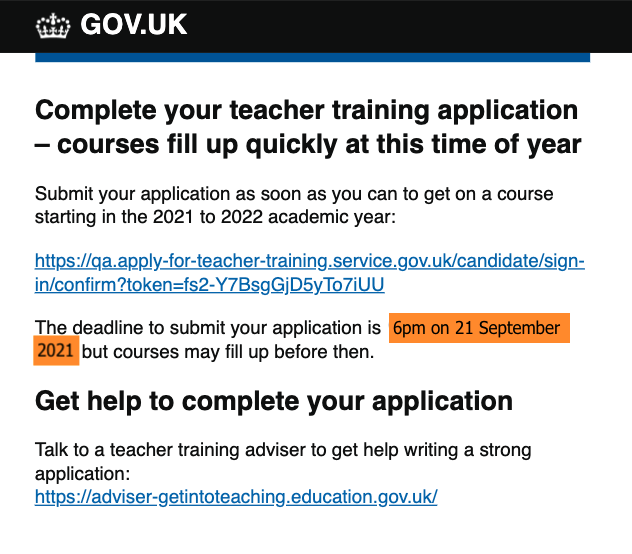 GOV.UK
Complete your teacher training application
– courses fill up quickly at this time of year
Submit your application as soon as you can to get on a course
starting in the 2021 to 2022 academic year:
https://qa.apply-for-teacher-training.service.gov.uk/candidate/sign-
in/confirm?token=fs2-Y7BsgGjD5yTo7iUU
The deadline to submit your application is 6pm on 21 September
2021 but courses may fill up before then.
Get help to complete your application
Talk to a teacher training adviser to get help writing a strong
application:
https://adviser-getintoteaching.education.gov.uk/